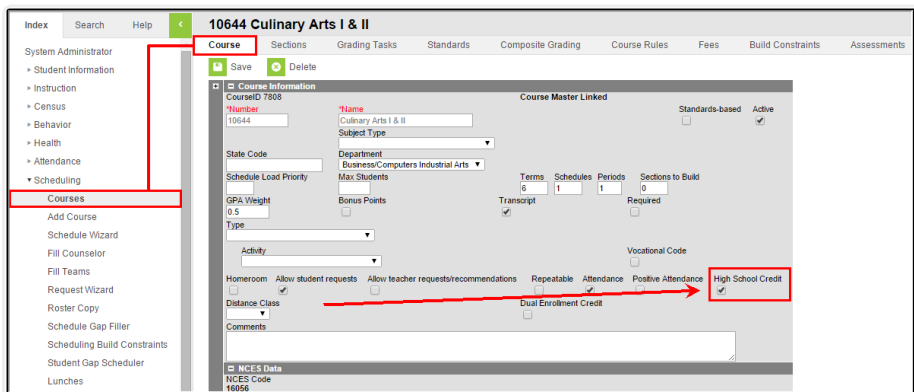 Index Search Help <
System Administrator
Student Information
Instruction
Census
Behavior
Health
Attendance
Scheduling
Courses
Add Course
Schedule Wizard
Fill Counselor
Fill Teams
Request Wizard
Roster Copy
Schedule Gap Filler
Scheduling Build Constraints
Student Gap Scheduler
Lunches
10644 Culinary Arts I & II
Course Sections Grading Tasks Standards Composite Grading Course Rules Fees Build Constraints Assessments
Save Delete
Course Information
CourseID 7808 Course Master Linked
*Number *Name Standards-based Active
10644 Culinary Arts I & II
Subject Type
State Code Department
Business/Computers Industrial Arts
Schedule Load Priority Max Students Terms Schedules Periods Sections to Build
6 1 1 0
GPA Weight Bonus Points Transcript Required
0.5
Type
Activity Vocational Code
Homeroom Allow student requests Allow teacher requests/recommendations Repeatable Attendance Positive Attendance High School Credit
Distance Class Dual Enrollment Credit
Comments
NCES Data
NCES Code
16056